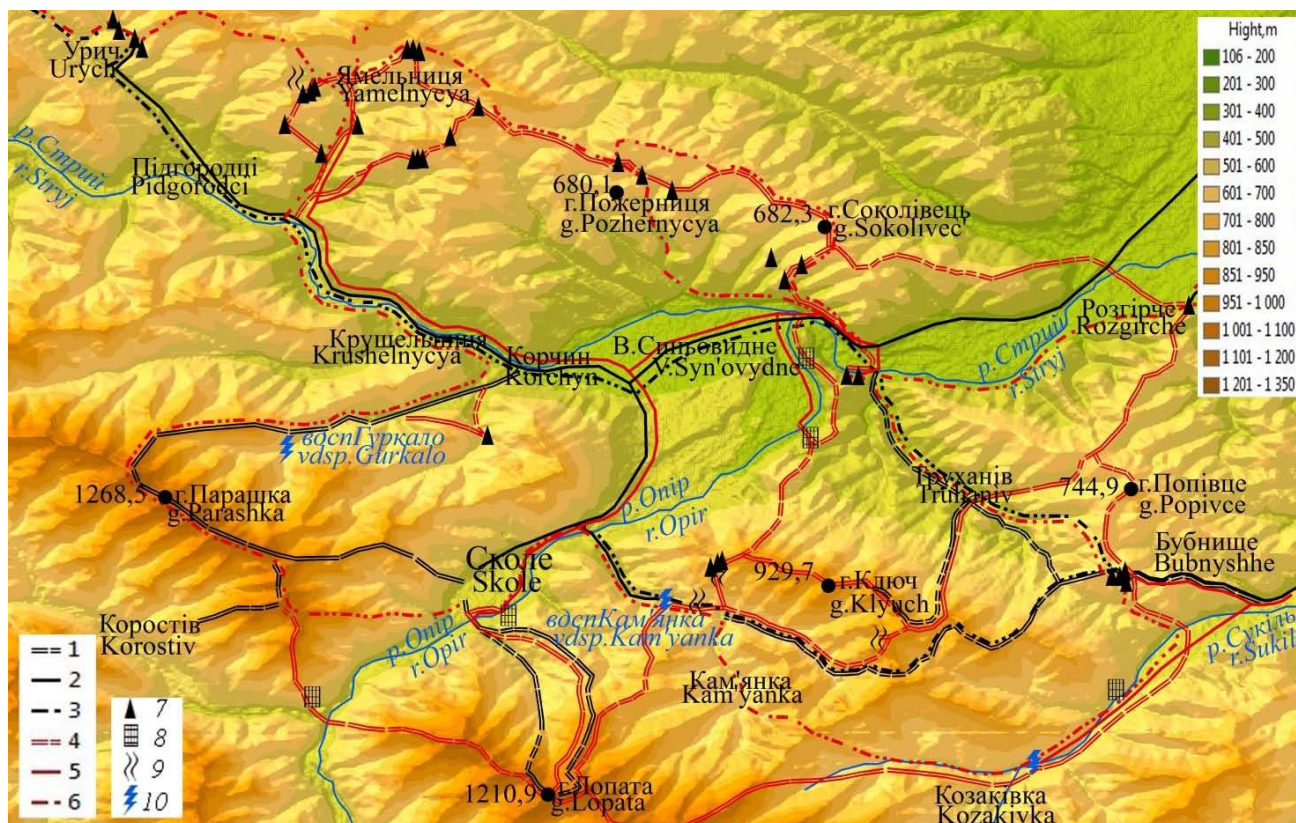 Урич
Urych
Ямельниця
Yamelnycya
Підгородці
Pidgorodci
р.Стрий
r.Stryj
680,1
г.Пожерниця
g.Pozhernycya
682,3
г.Соколівець
g.Sokolivec'
Крушельниця
Krushelnycya
Корчин
Korchyn
В.Синьовидне
V.Syn'ovydne
р.Стрий
r.Stryj
Розгірче
Rozgirche
вдспГуркало
vdsp.Gurkalo
1268,5
г.Парашка
g.Parashka
р.Опір
r.Opir
Труханів
Truhaniv
744,9
г.Попівце
g.Popivce
Сколе
Skole
929,7
г.Ключ
g.Klyuch
Бубнище
Bubnyshhe
Коростів
Korostiv
р.Опір
r.Opir
вдспКам'янка
vdsp.Kam'yanka
Кам'янка
Kam'yanka
р.Сукіль
r.Sukil'
1210,9
г.Лопата
g.Lopata
Козаківка
Kozakivka
Hight,m
106 - 200
201 - 300
301 - 400
401 - 500
501 - 600
601 - 700
701 - 800
801 - 850
851 - 950
951 - 1 000
1 001 - 1 100
1 101 - 1 200
1 201 - 1 350
1
2
3
4
5
6
7
8
9
10